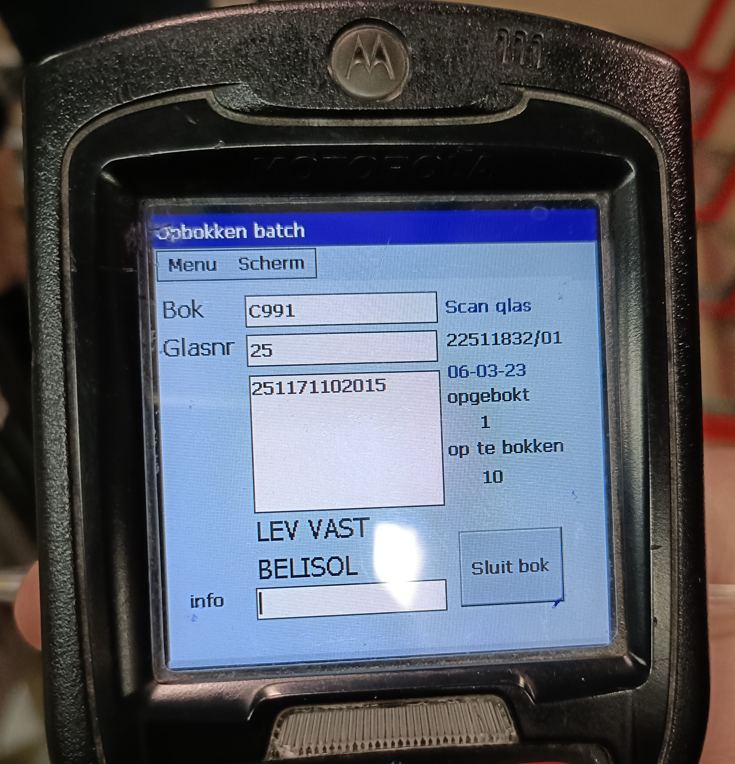 MOTOROLA
Opbokken batch
Menu Scherm
Bok C991 Scan glas
Glasnr 25 22511832/01
06-03-23
251171102015 opgebokt
1
op te bokken
10
LEV VAST
BELISOL
Sluit bok
info